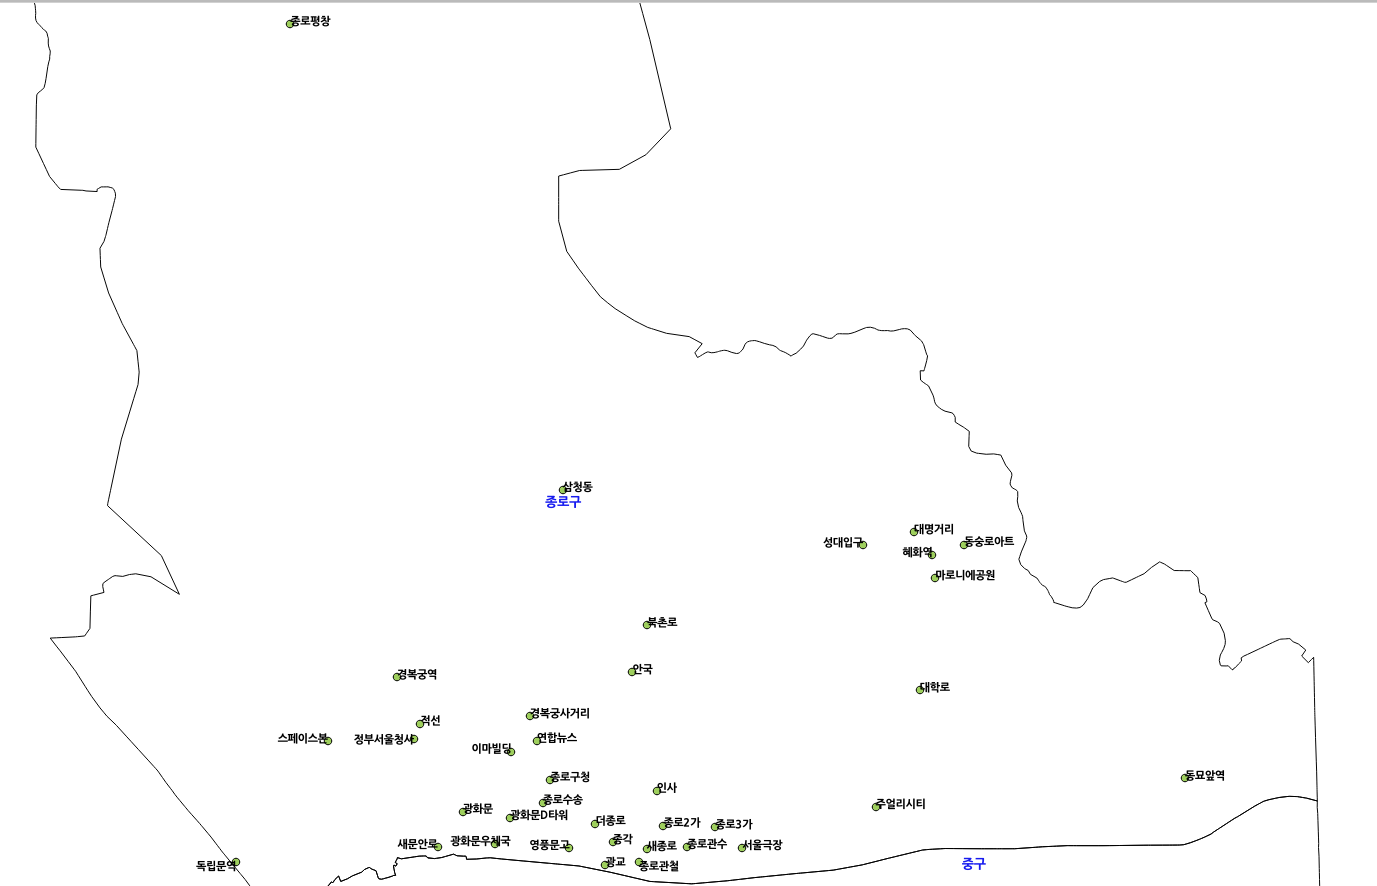 종로평창
삼청동
종로구
대명거리
성대입구
동숭로아트
혜화역
마로니에공원
북촌로
안국
경복궁역
대학로
경복궁사거리
적선
스페이스본
정부서울청사
연합뉴스
이마빌딩
종로구청
동묘앞역
인사
종로수송
주얼리시티
광화문
광화문D타워
더종로
종로2가
종로3가
새문안로
광화문우체국
영풍문고
종각
새종로
종로관수
서울극장
독립문역
광교
종로관철
중구